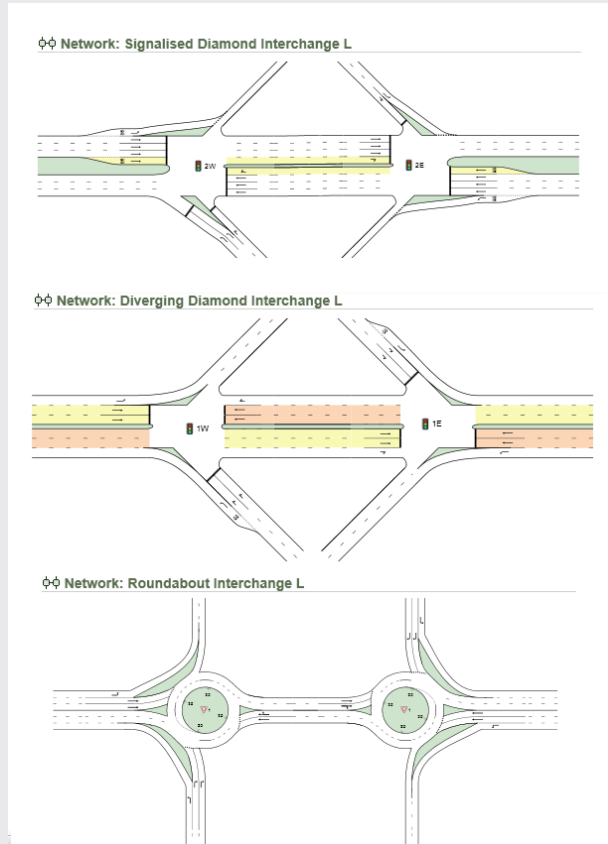 Network: Signalised Diamond Interchange L
2W
2E
Network: Diverging Diamond Interchange L
1W
1E
Network: Roundabout Interchange L